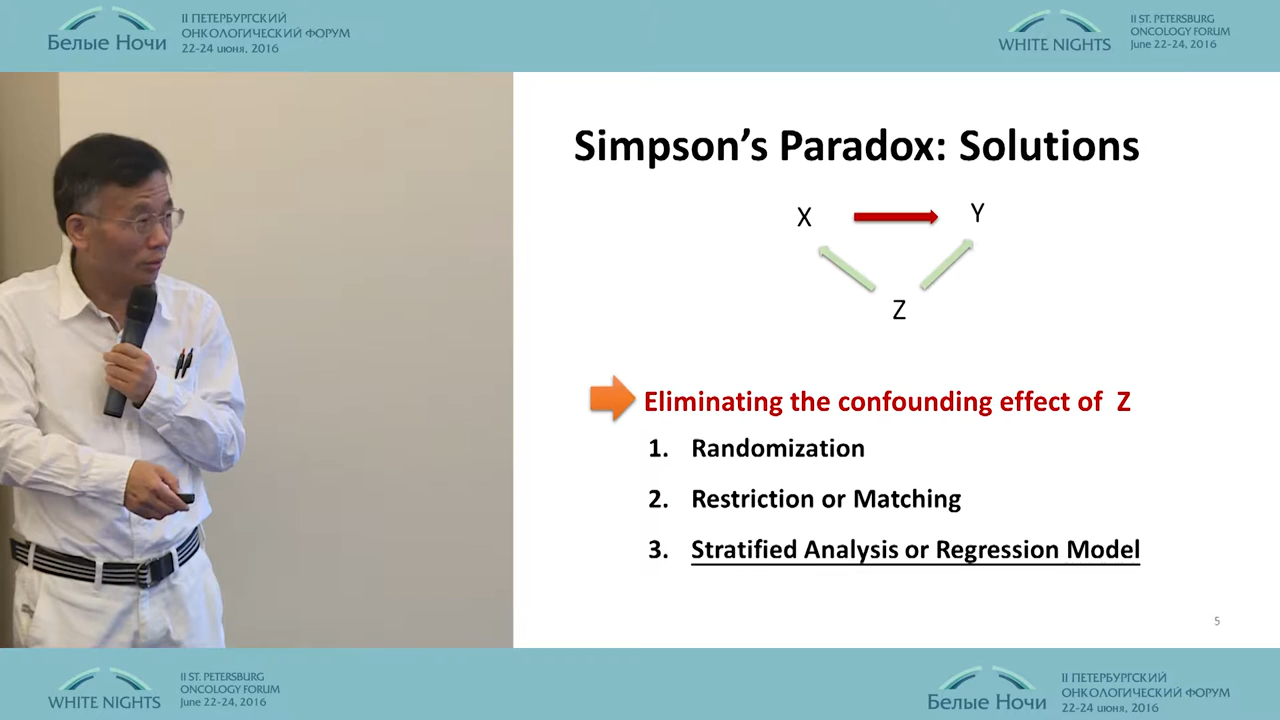 Белые Ночи
II ПЕТЕРБУРГСКИЙ
ОНКОЛОГИЧЕСКИЙ ФОРУМ
22-24 июня, 2016
WHITE NIGHTS
II ST. PETERSBURG
ONCOLOGY FORUM
June 22-24, 2016
Simpson’s Paradox: Solutions
X
Y
Z
Eliminating the confounding effect of Z
1. Randomization
2. Restriction or Matching
3. Stratified Analysis or Regression Model
5
WHITE NIGHTS
II ST. PETERSBURG
ONCOLOGY FORUM
June 22-24, 2016
Белые Ночи
II ПЕТЕРБУРГСКИЙ
ОНКОЛОГИЧЕСКИЙ ФОРУМ
22-24 июня, 2016